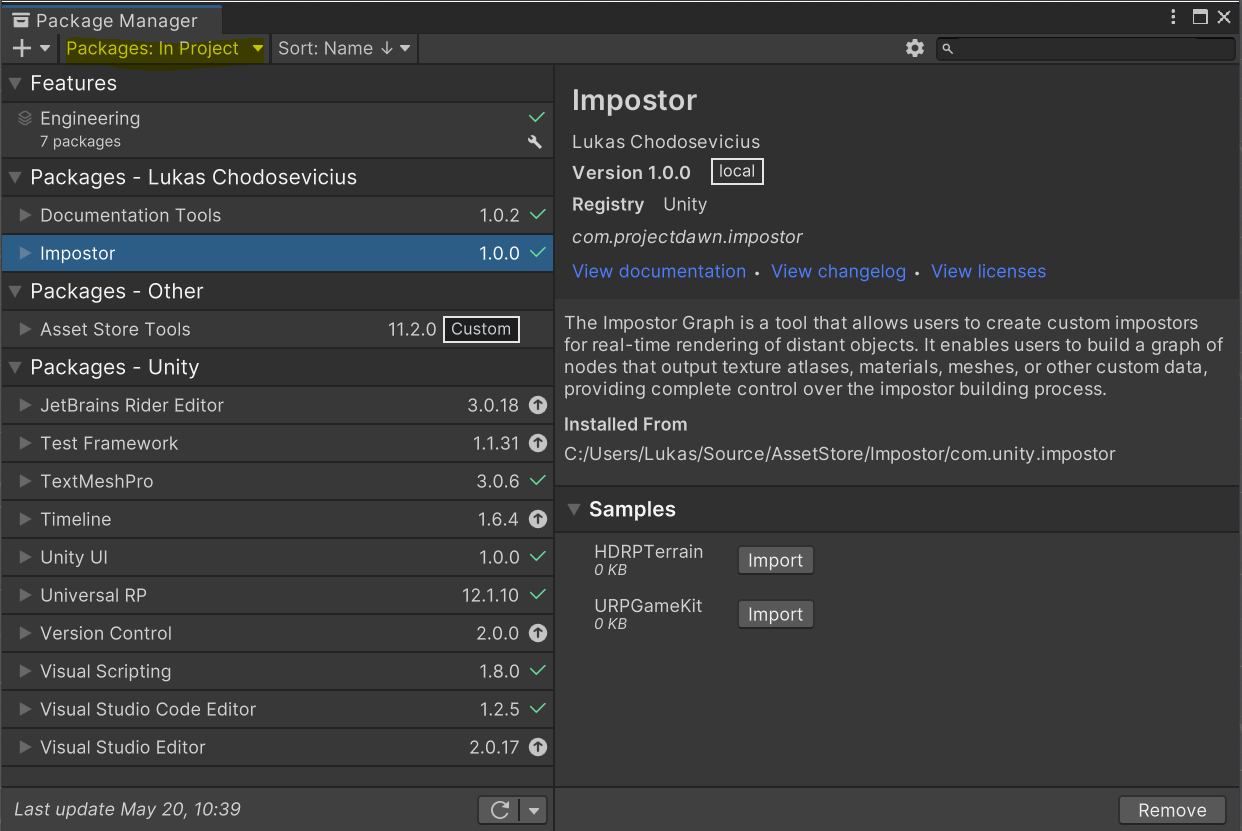 Package Manager
Packages: In Project
Sort: Name ↓
Features
Engineering
7 packages
Packages - Lukas Chodosevicius
Documentation Tools 1.0.2
Impostor 1.0.0
Packages - Other
Asset Store Tools 11.2.0 Custom
Packages - Unity
JetBrains Rider Editor 3.0.18
Test Framework 1.1.31
TextMeshPro 3.0.6
Timeline 1.6.4
Unity UI 1.0.0
Universal RP 12.1.10
Version Control 2.0.0
Visual Scripting 1.8.0
Visual Studio Code Editor 1.2.5
Visual Studio Editor 2.0.17
Last update May 20, 10:39
Impostor
Lukas Chodosevicius
Version 1.0.0 local
Registry Unity
com.projectdawn.impostor
View documentation • View changelog • View licenses
The Impostor Graph is a tool that allows users to create custom impostors
for real-time rendering of distant objects. It enables users to build a graph of
nodes that output texture atlases, materials, meshes, or other custom data,
providing complete control over the impostor building process.
Installed From
C:/Users/Lukas/Source/AssetStore/Impostor/com.unity.impostor
Samples
HDRPTerrain
0 KB
Import
URPGameKit
0 KB
Import
Remove